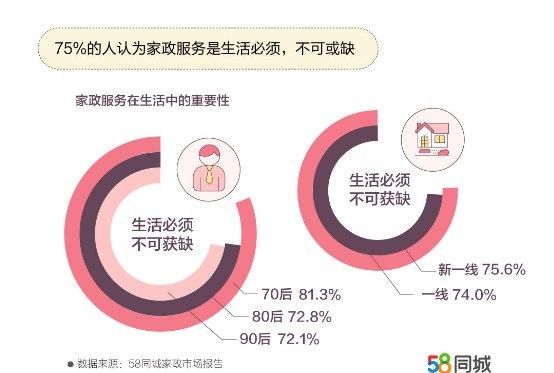 75%的人认为家政服务是生活必须，不可或缺
家政服务在生活中的重要性
生活必须
不可获缺
70后 81.3%
80后 72.8%
90后 72.1%
生活必须
不可获缺
新一线 75.6%
一线 74.0%
● 数据来源：58同城家政市场报告
58同城